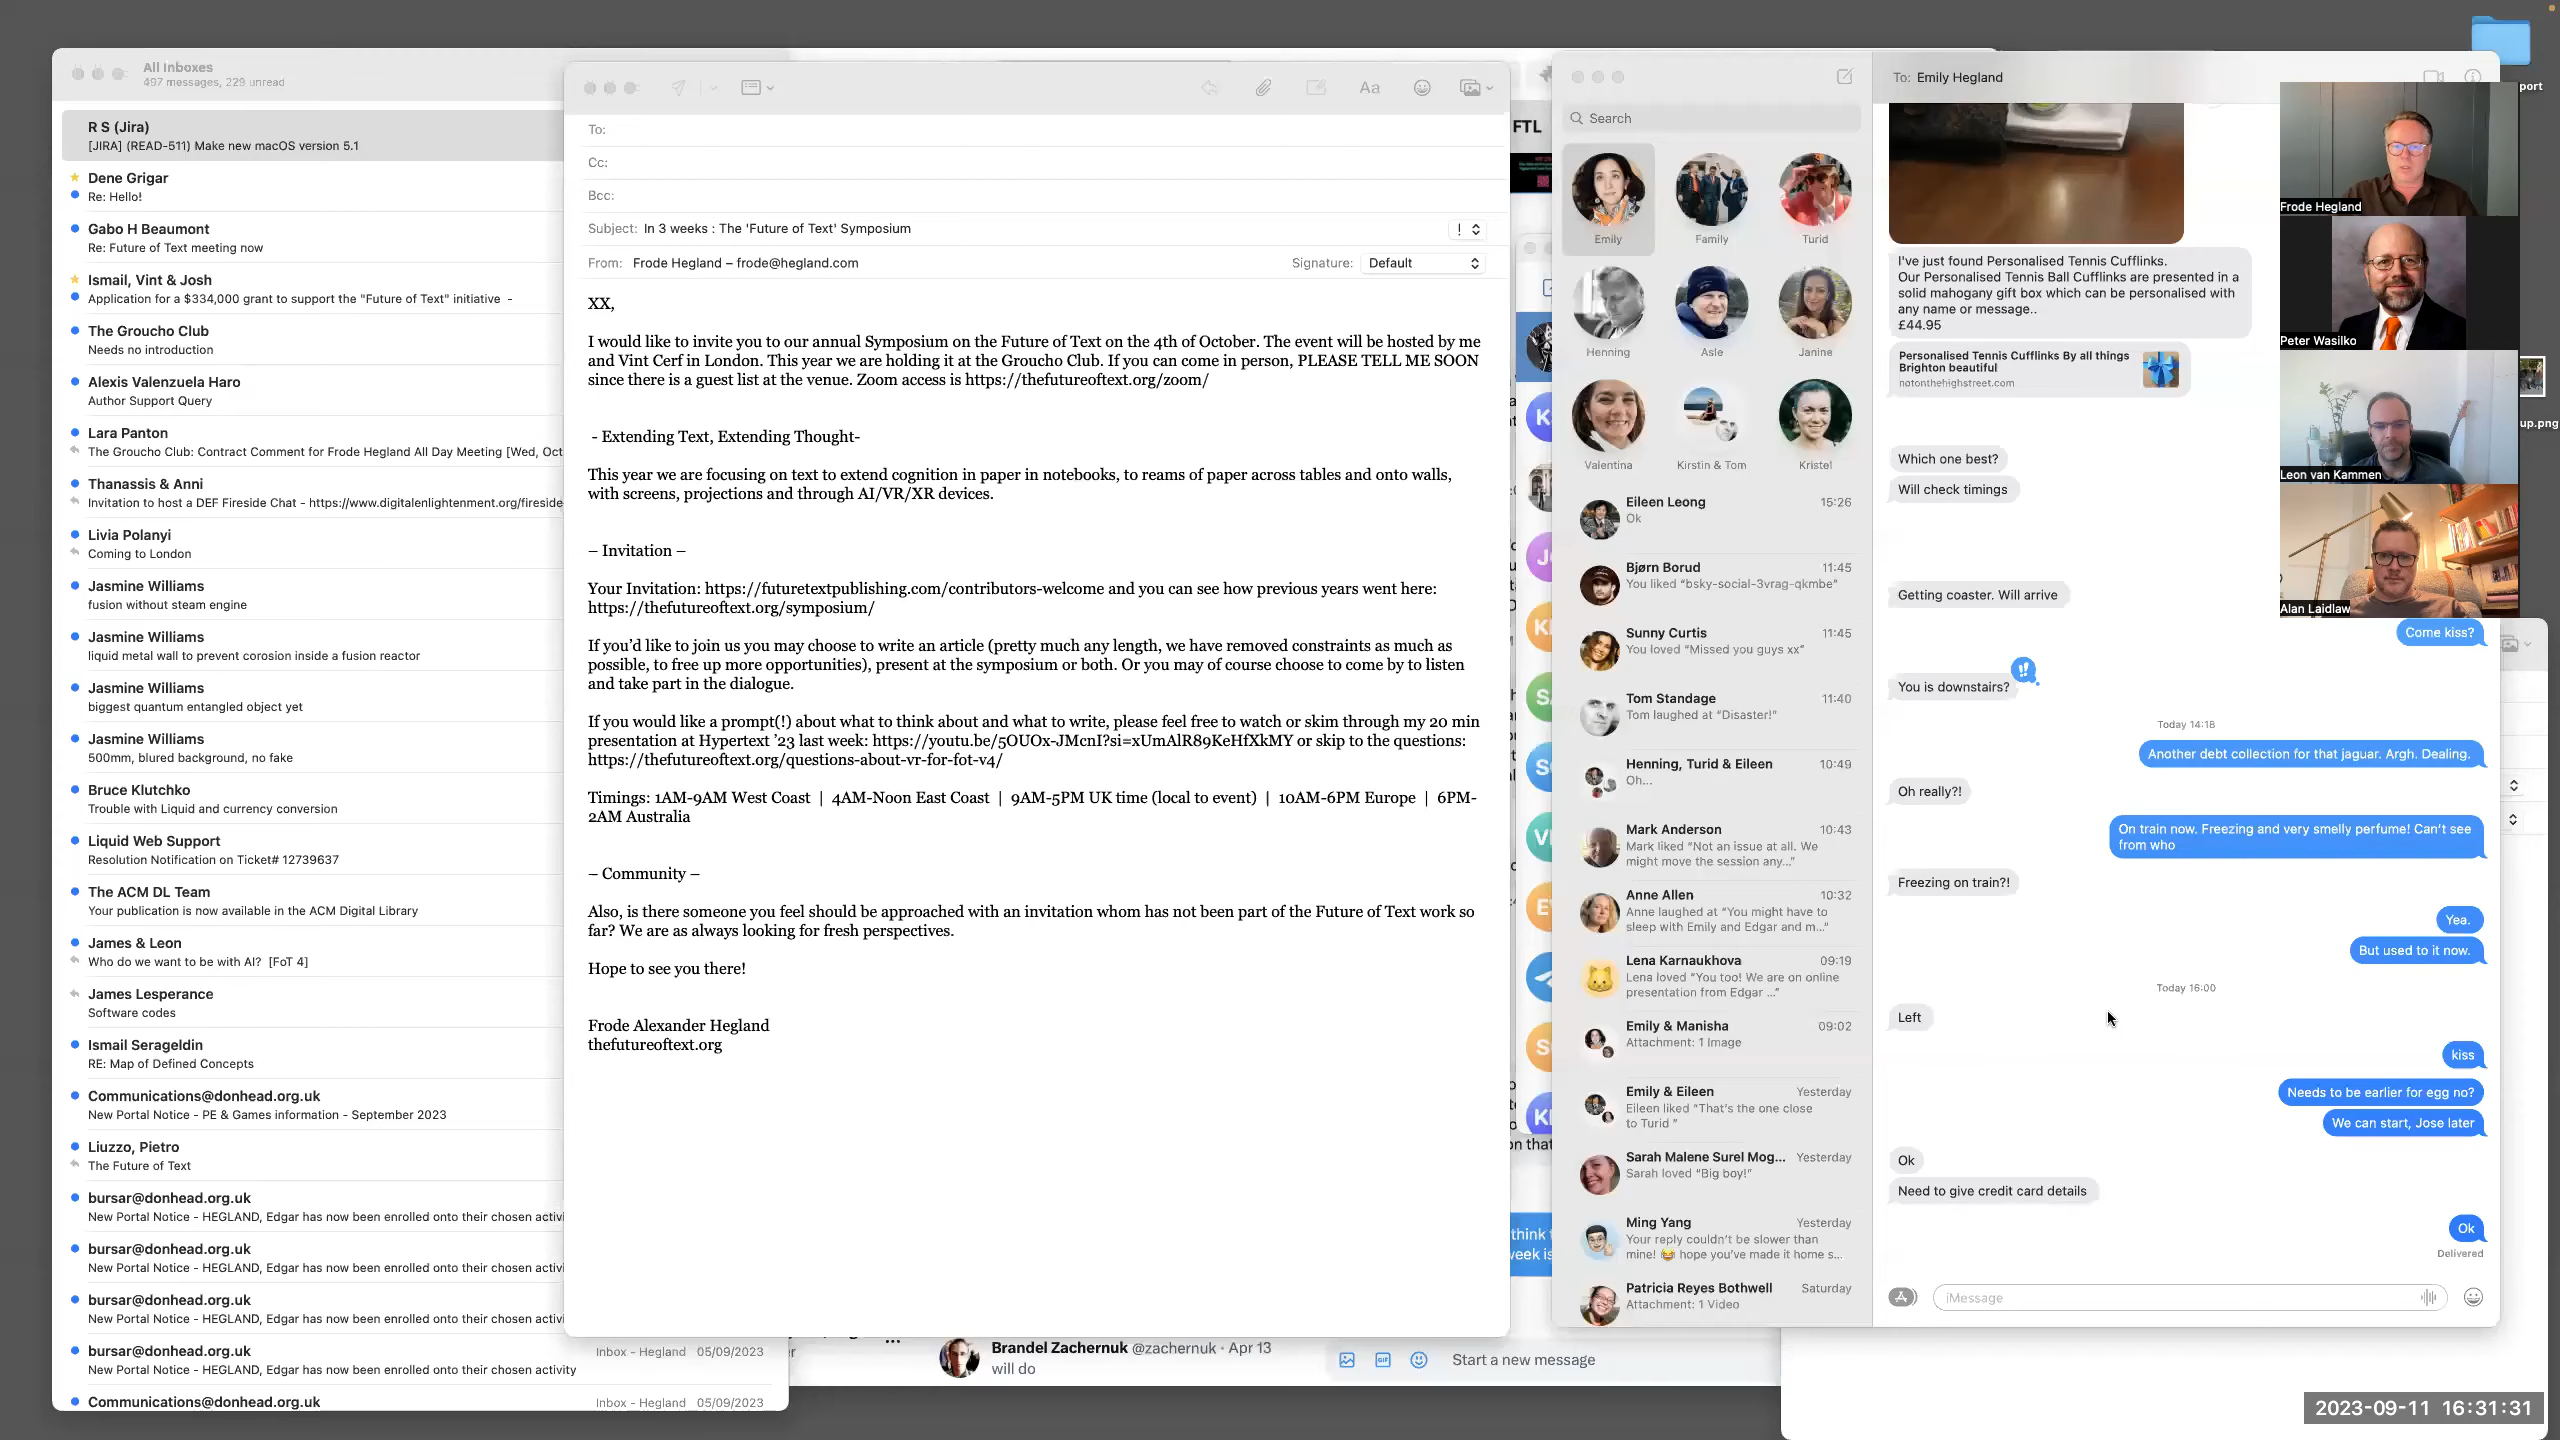 All Inboxes
497 messages, 229 unread
R S (Jira)
[JIRA] (READ-511) Make new macOS version 5.1
Dene Grigar
Re: Hello!
Gabo H Beaumont
Re: Future of Text meeting now
Ismail, Vint & Josh
Application for a $334,000 grant to support the "Future of Text" initiative -
The Groucho Club
Needs no introduction
Alexis Valenzuela Haro
Author Support Query
Lara Panton
The Groucho Club: Contract Comment for Frode Hegland All Day Meeting [Wed, Oct
Thanassis & Anni
Invitation to host a DEF Fireside Chat - https://www.digitalenlightenment.org/fireside
Livia Polanyi
Coming to London
Jasmine Williams
fusion without steam engine
Jasmine Williams
liquid metal wall to prevent corosion inside a fusion reactor
Jasmine Williams
biggest quantum entangled object yet
Jasmine Williams
500mm, blured background, no fake
Bruce Klutchko
Trouble with Liquid and currency conversion
Liquid Web Support
Resolution Notification on Ticket# 12739637
The ACM DL Team
Your publication is now available in the ACM Digital Library
James & Leon
Who do we want to be with AI? [FoT 4]
James Lesperance
Software codes
Ismail Serageldin
RE: Map of Defined Concepts
Communications@donhead.org.uk
New Portal Notice - PE & Games information - September 2023
Liuzzo, Pietro
The Future of Text
bursar@donhead.org.uk
New Portal Notice - HEGLAND, Edgar has now been enrolled onto their chosen activi
bursar@donhead.org.uk
New Portal Notice - HEGLAND, Edgar has now been enrolled onto their chosen activi
bursar@donhead.org.uk
New Portal Notice - HEGLAND, Edgar has now been enrolled onto their chosen activi
bursar@donhead.org.uk Inbox - Hegland 05/09/2023
New Portal Notice - HEGLAND, Edgar has now been enrolled onto their chosen activity
Communications@donhead.org.uk Inbox - Hegland 05/09/2023
Aa
To:
Cc:
Bcc:
Subject: In 3 weeks : The 'Future of Text' Symposium !
From: Frode Hegland – frode@hegland.com Signature: Default
XX,
I would like to invite you to our annual Symposium on the Future of Text on the 4th of October. The event will be hosted by me
and Vint Cerf in London. This year we are holding it at the Groucho Club. If you can come in person, PLEASE TELL ME SOON
since there is a guest list at the venue. Zoom access is https://thefutureoftext.org/zoom/
- Extending Text, Extending Thought-
This year we are focusing on text to extend cognition in paper in notebooks, to reams of paper across tables and onto walls,
with screens, projections and through AI/VR/XR devices.
– Invitation –
Your Invitation: https://futuretextpublishing.com/contributors-welcome and you can see how previous years went here:
https://thefutureoftext.org/symposium/
If you'd like to join us you may choose to write an article (pretty much any length, we have removed constraints as much as
possible, to free up more opportunities), present at the symposium or both. Or you may of course choose to come by to listen
and take part in the dialogue.
If you would like a prompt(!) about what to think about and what to write, please feel free to watch or skim through my 20 min
presentation at Hypertext '23 last week: https://youtu.be/5OUOx-JMcnI?si=xUmAlR89KeHfXkMY or skip to the questions:
https://thefutureoftext.org/questions-about-vr-for-fot-v4/
Timings: 1AM-9AM West Coast | 4AM-Noon East Coast | 9AM-5PM UK time (local to event) | 10AM-6PM Europe | 6PM-
2AM Australia
– Community –
Also, is there someone you feel should be approached with an invitation whom has not been part of the Future of Text work so
far? We are as always looking for fresh perspectives.
Hope to see you there!
Frode Alexander Hegland
thefutureoftext.org
Brandel Zachernuk @zachernuk · Apr 13
will do
Start a new message
FTL
on that
think t
eek is
Search
Emily
Family
Turid
Henning
Asle
Janine
Valentina
Kirstin & Tom
Kristel
Eileen Leong 15:26
Ok
Bjørn Borud 11:45
You liked “bsky-social-3vrag-qkmbe”
Sunny Curtis 11:45
You loved “Missed you guys xx”
Tom Standage 11:40
Tom laughed at “Disaster!”
Henning, Turid & Eileen 10:49
Oh...
Mark Anderson 10:43
Mark liked “Not an issue at all. We
might move the session any...”
Anne Allen 10:32
Anne laughed at “You might have to
sleep with Emily and Edgar and m...”
Lena Karnaukhova 09:19
Lena loved “You too! We are on online
presentation from Edgar ...”
Emily & Manisha 09:02
Attachment: 1 Image
Emily & Eileen Yesterday
Eileen liked “That's the one close
to Turid ”
Sarah Malene Surel Mog... Yesterday
Sarah loved “Big boy!”
Ming Yang Yesterday
Your reply couldn't be slower than
mine! 😂 hope you've made it home s...
Patricia Reyes Bothwell Saturday
Attachment: 1 Video
To: Emily Hegland
I've just found Personalised Tennis Cufflinks.
Our Personalised Tennis Ball Cufflinks are presented in a
solid mahogany gift box which can be personalised with
any name or message..
£44.95
Personalised Tennis Cufflinks By all things
Brighton beautiful
notonthehighstreet.com
Which one best?
Will check timings
Getting coaster. Will arrive
Come kiss?
You is downstairs?
Today 14:18
Another debt collection for that jaguar. Argh. Dealing.
Oh really?!
On train now. Freezing and very smelly perfume! Can't see
from who
Freezing on train?!
Yea.
But used to it now.
Today 16:00
Left
kiss
Needs to be earlier for egg no?
We can start, Jose later
Ok
Need to give credit card details
Ok
Delivered
iMessage
Frode Hegland
Peter Wasilko
Leon van Kammen
Alan Laidlaw
port
up.png
2023-09-11 16:31:31